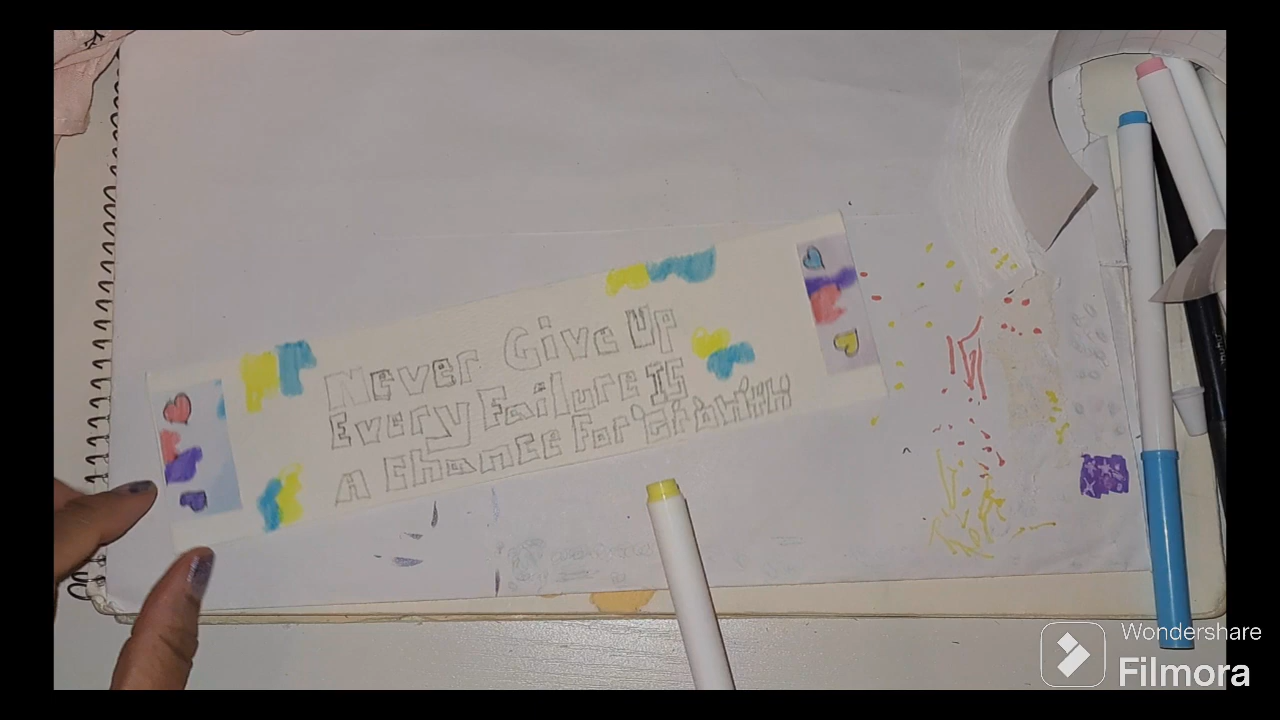 Never Give Up
Every Failure Is
A Chance For Growth
Wondershare
Filmora